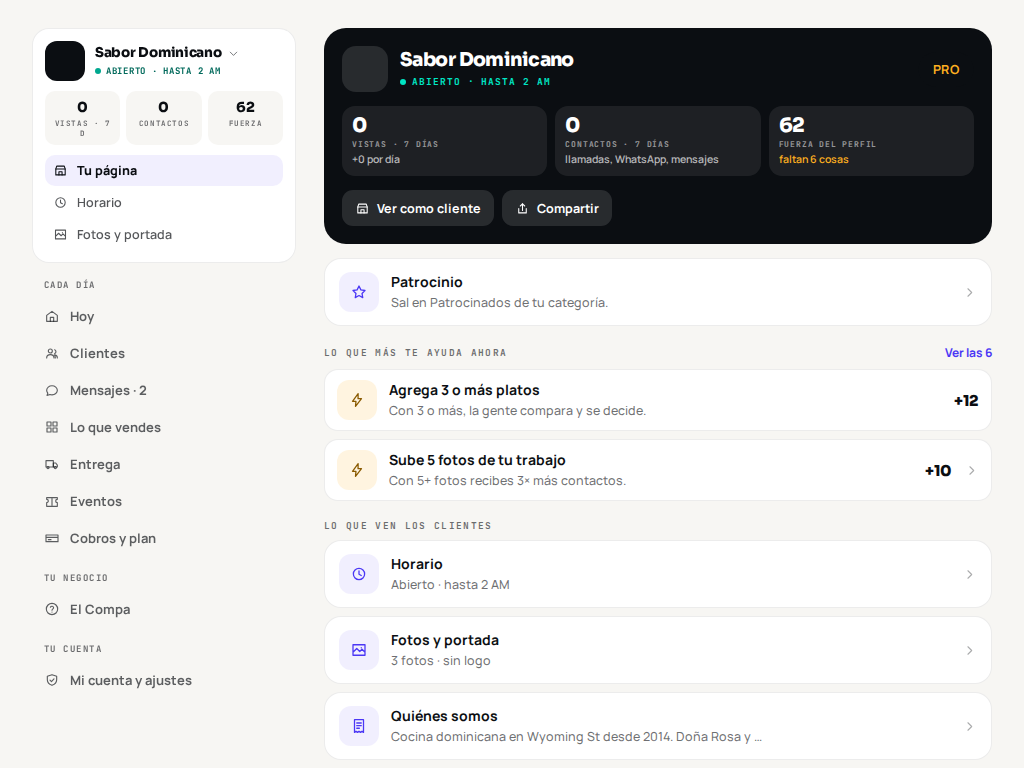 Sabor Dominicano
ABIERTO · HASTA 2 AM
0
VISTAS · 7 D
0
CONTACTOS
62
FUERZA
Tu página
Horario
Fotos y portada
CADA DÍA
Hoy
Clientes
Mensajes · 2
Lo que vendes
Entrega
Eventos
Cobros y plan
TU NEGOCIO
El Compa
TU CUENTA
Mi cuenta y ajustes
Sabor Dominicano
ABIERTO · HASTA 2 AM
PRO
0
VISTAS · 7 DÍAS
+0 por día
0
CONTACTOS · 7 DÍAS
llamadas, WhatsApp, mensajes
62
FUERZA DEL PERFIL
faltan 6 cosas
Ver como cliente
Compartir
Patrocinio
Sal en Patrocinados de tu categoría.
LO QUE MÁS TE AYUDA AHORA
Ver las 6
Agrega 3 o más platos
Con 3 o más, la gente compara y se decide.
+12
Sube 5 fotos de tu trabajo
Con 5+ fotos recibes 3× más contactos.
+10
LO QUE VEN LOS CLIENTES
Horario
Abierto · hasta 2 AM
Fotos y portada
3 fotos · sin logo
Quiénes somos
Cocina dominicana en Wyoming St desde 2014. Doña Rosa y …